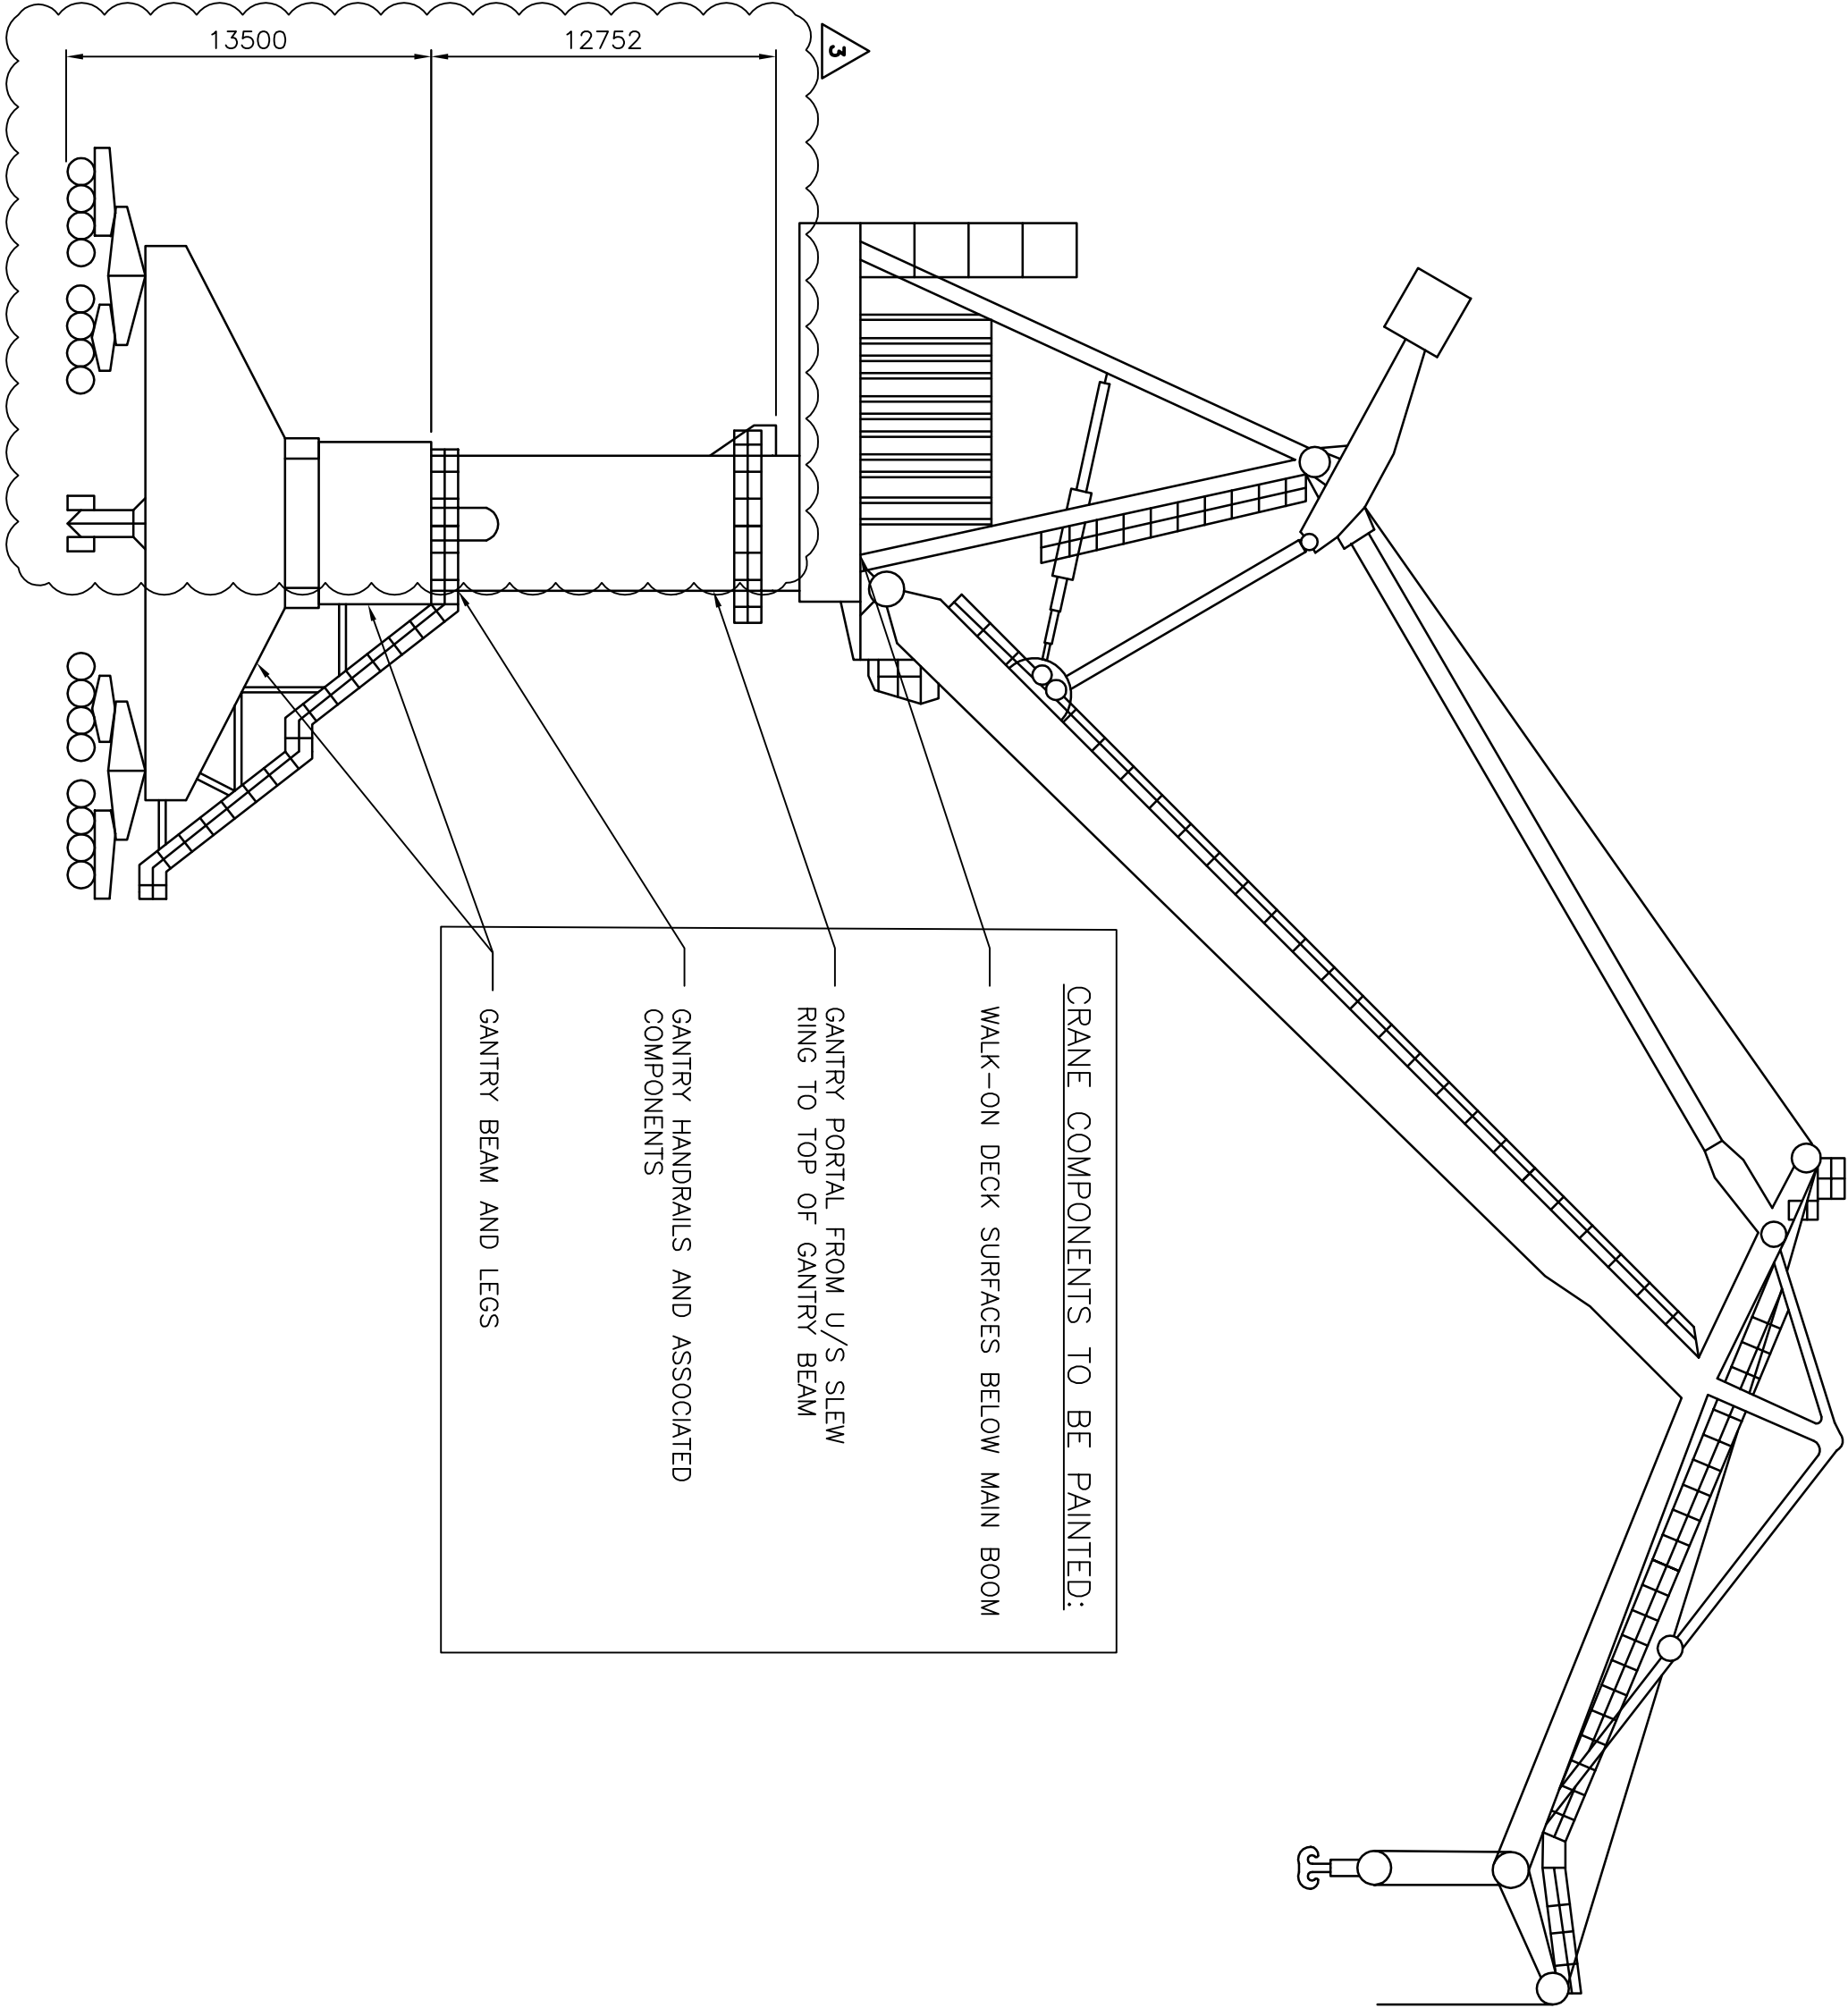 13500
12752
3
CRANE COMPONENTS TO BE PAINTED:
WALK-ON DECK SURFACES BELOW MAIN BOOM
GANTRY PORTAL FROM U/S SLEW
RING TO TOP OF GANTRY BEAM
GANTRY HANDRAILS AND ASSOCIATED
COMPONENTS
GANTRY BEAM AND LEGS